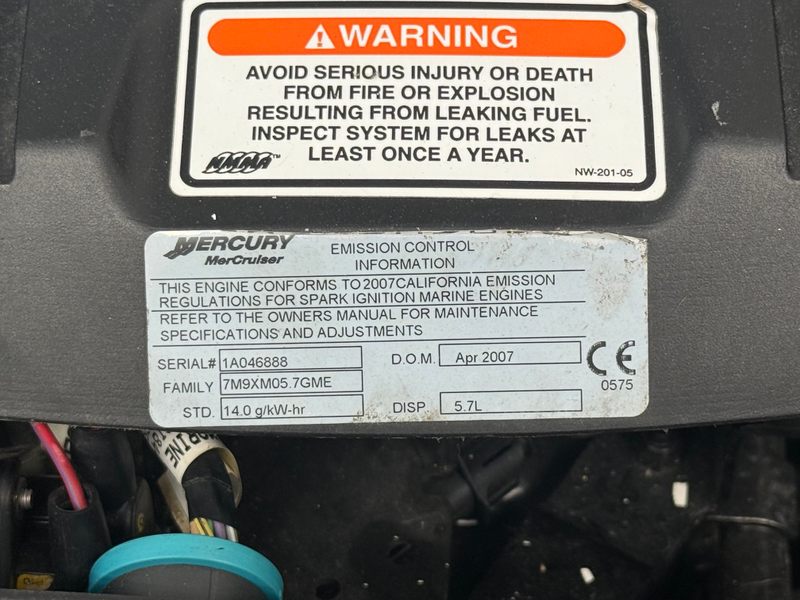 WARNING
AVOID SERIOUS INJURY OR DEATH
FROM FIRE OR EXPLOSION
RESULTING FROM LEAKING FUEL.
INSPECT SYSTEM FOR LEAKS AT
LEAST ONCE A YEAR.
NMMA™
NW-201-05
MERCURY
MerCruiser
EMISSION CONTROL
INFORMATION
THIS ENGINE CONFORMS TO 2007CALIFORNIA EMISSION
REGULATIONS FOR SPARK IGNITION MARINE ENGINES
REFER TO THE OWNERS MANUAL FOR MAINTENANCE
SPECIFICATIONS AND ADJUSTMENTS
SERIAL# 1A046888 D.O.M. Apr 2007
FAMILY 7M9XM05.7GME
STD. 14.0 g/kW-hr DISP 5.7L
CE
0575